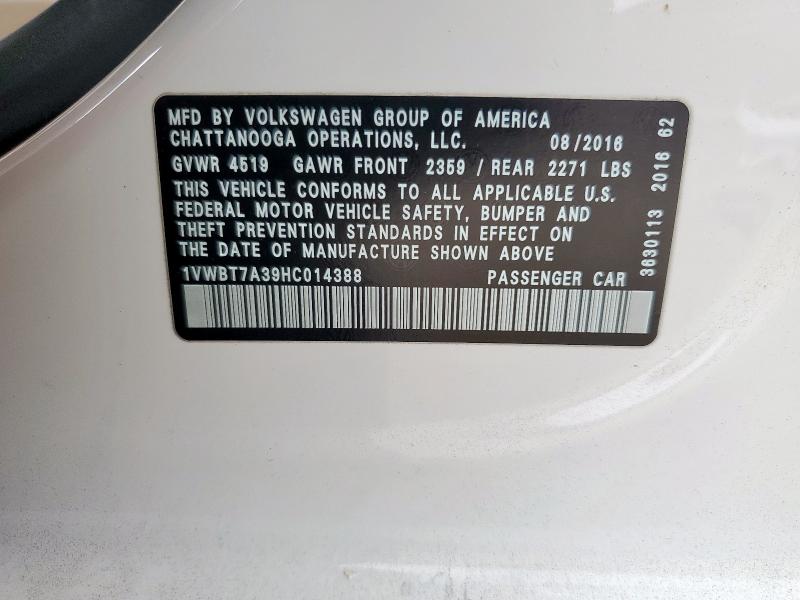 MFD BY VOLKSWAGEN GROUP OF AMERICA
CHATTANOOGA OPERATIONS, LLC. 08/2016
GVWR 4519 GAWR FRONT 2359 / REAR 2271 LBS
THIS VEHICLE CONFORMS TO ALL APPLICABLE U.S.
FEDERAL MOTOR VEHICLE SAFETY, BUMPER AND
THEFT PREVENTION STANDARDS IN EFFECT ON
THE DATE OF MANUFACTURE SHOWN ABOVE
1VWBT7A39HC014388 PASSENGER CAR
3630113 2016 62